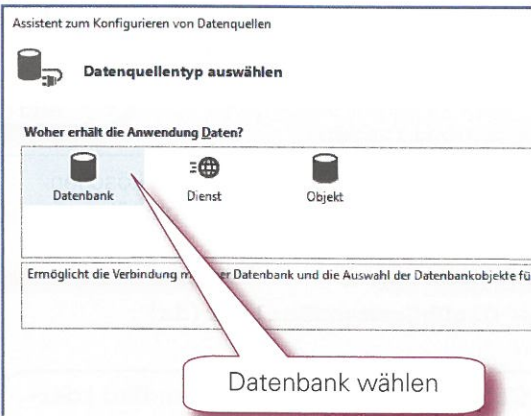 Assistent zum Konfigurieren von Datenquellen
Datenquellentyp auswählen
Woher erhält die Anwendung Daten?
Datenbank Dienst Objekt
Ermöglicht die Verbindung Datenbank und die Auswahl der Datenbankobjekte
Datenbank wählen